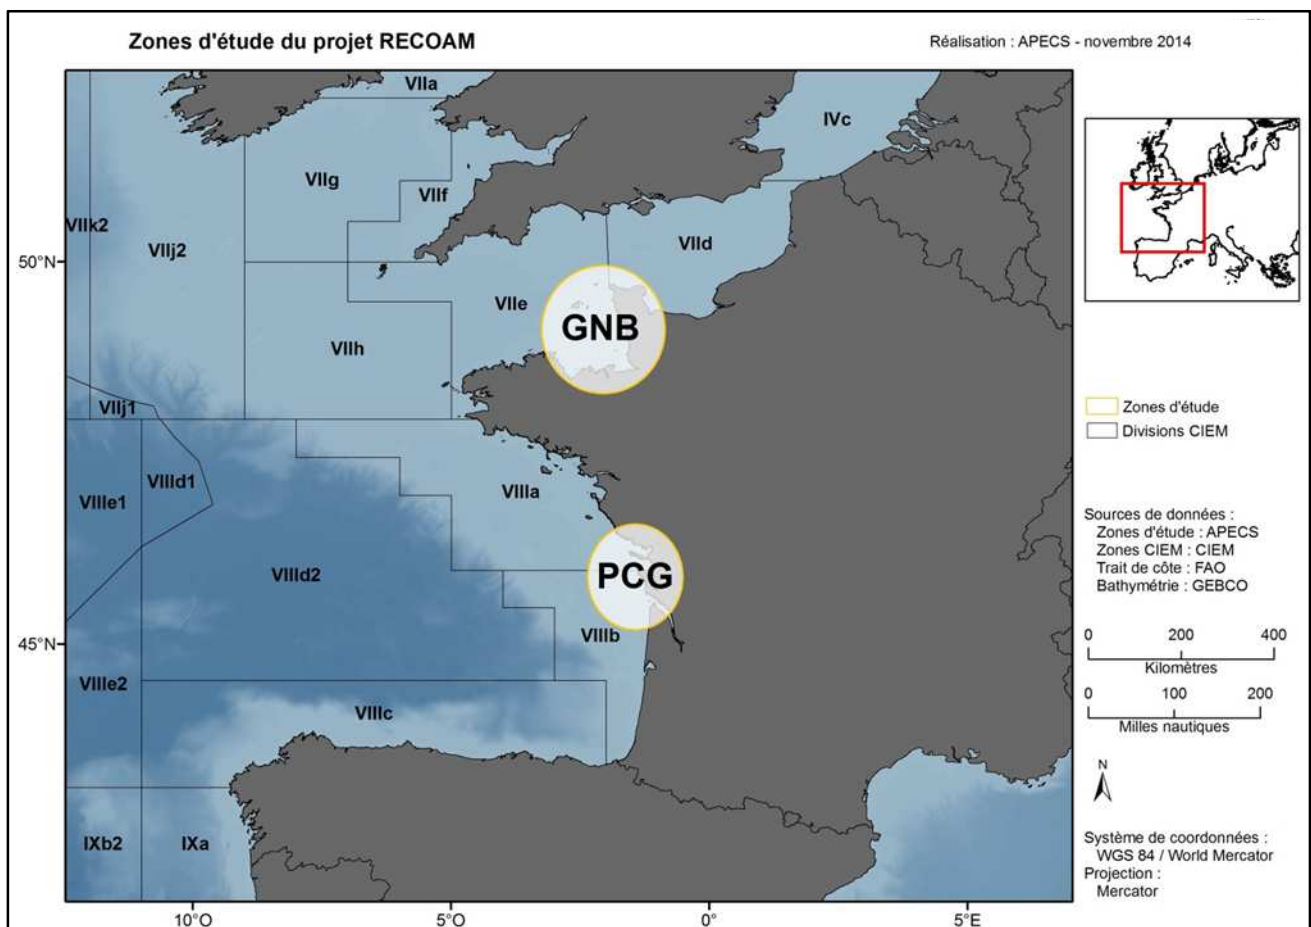 Zones d'étude du projet RECOAM
Réalisation : APECS - novembre 2014
VIIa
IVc
VIIg
VIIf
VIIk2
VIIj2
VIId
50°N
VIIe
GNB
VIIh
VIIj1
VIIId1
VIIIe1
VIIIa
VIIId2
PCG
VIIIb
45°N
VIIIe2
VIIIc
IXb2
IXa
10°O
5°O
0°
5°E
Zones d'étude
Divisions CIEM
Sources de données :
Zones d'étude : APECS
Zones CIEM : CIEM
Trait de côte : FAO
Bathymétrie : GEBCO
0 200 400
Kilomètres
0 100 200
Milles nautiques
N
Système de coordonnées :
WGS 84 / World Mercator
Projection :
Mercator